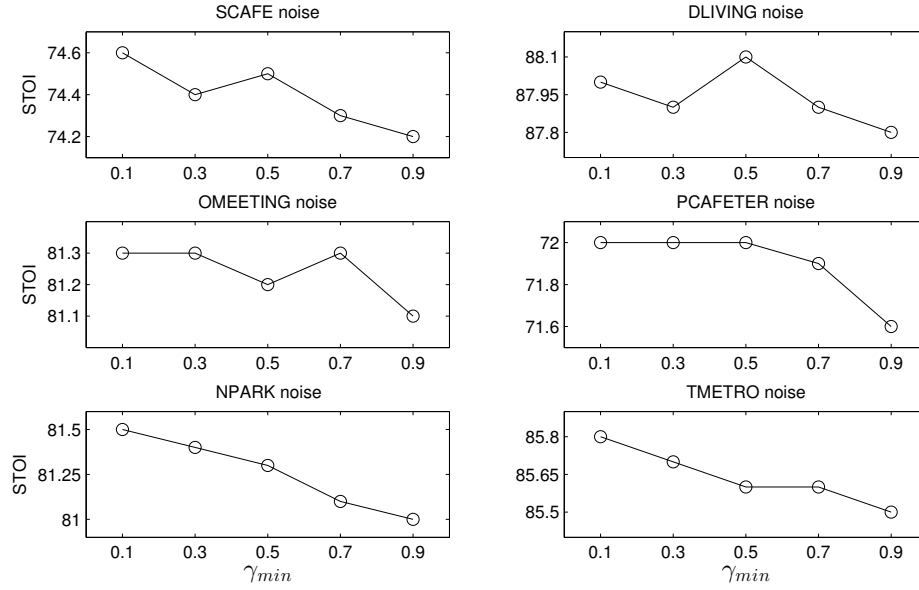 SCAFE noise
STOI
74.6
74.4
74.2
0.1 0.3 0.5 0.7 0.9
DLIVING noise
88.1
87.95
87.8
0.1 0.3 0.5 0.7 0.9
OMEETING noise
STOI
81.3
81.2
81.1
0.1 0.3 0.5 0.7 0.9
PCAFETER noise
72
71.8
71.6
0.1 0.3 0.5 0.7 0.9
NPARK noise
STOI
81.5
81.25
81
0.1 0.3 0.5 0.7 0.9
γmin
TMETRO noise
85.8
85.65
85.5
0.1 0.3 0.5 0.7 0.9
γmin